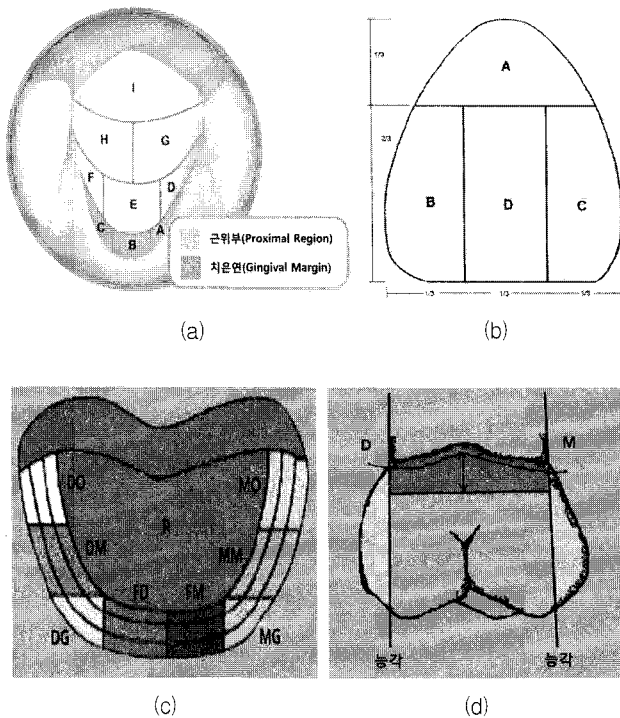 I
H G
F D
E
C A
B
근위부(Proximal Region)
치은연(Gingival Margin)
(a)
1/3
2/3
A
B D C
1/3 1/3 1/3
(b)
DO MO
R
DM MM
FD FM
DG MG
(c)
D M
능각 능각
(d)